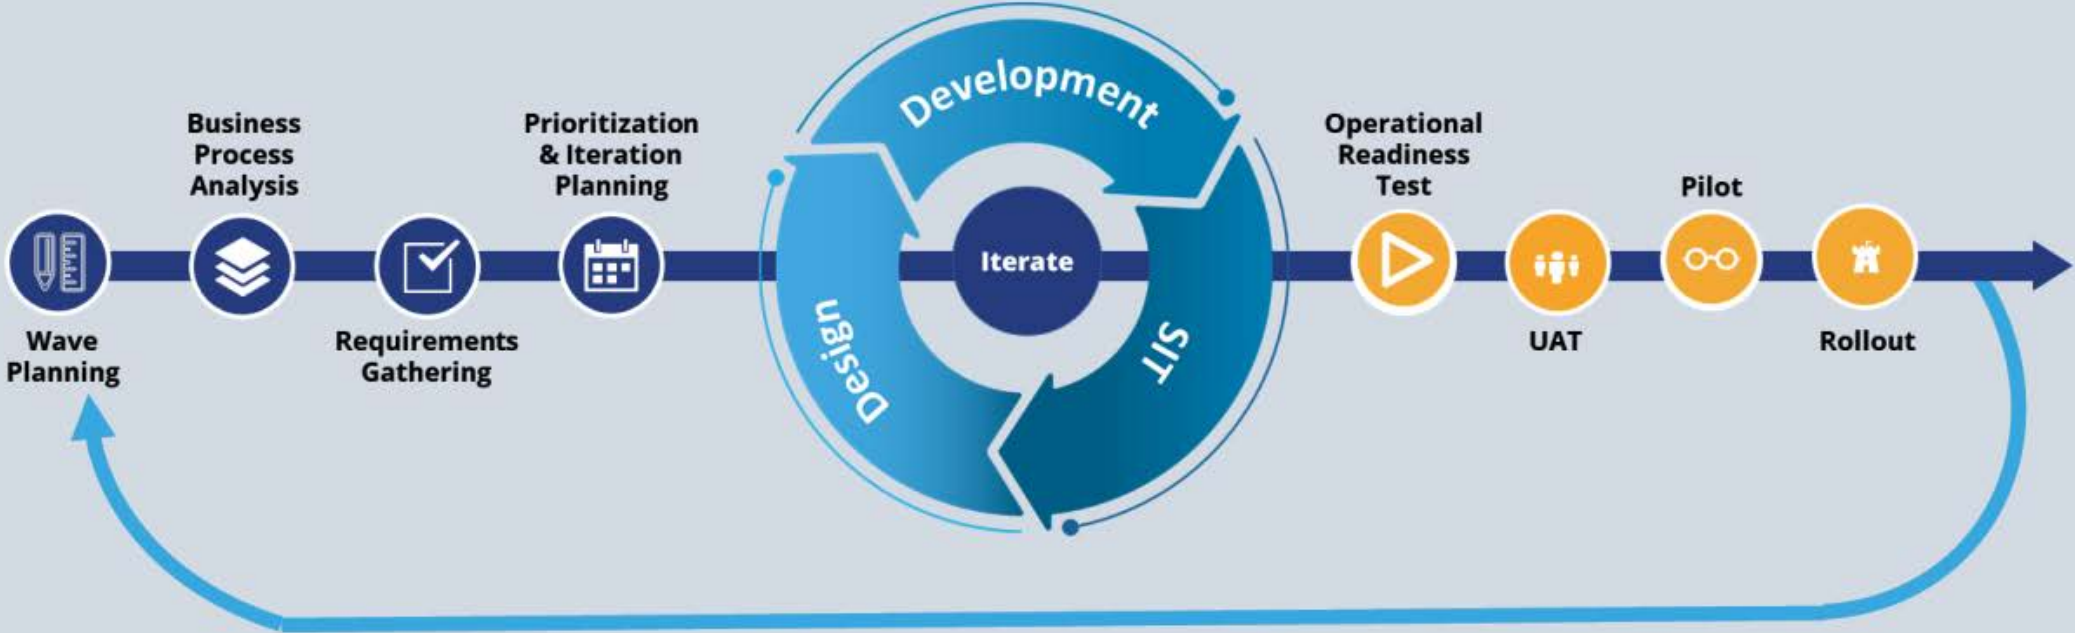 Wave
Planning
Business
Process
Analysis
Requirements
Gathering
Prioritization
& Iteration
Planning
Design
Development
SIT
Iterate
Operational
Readiness
Test
UAT
Pilot
Rollout